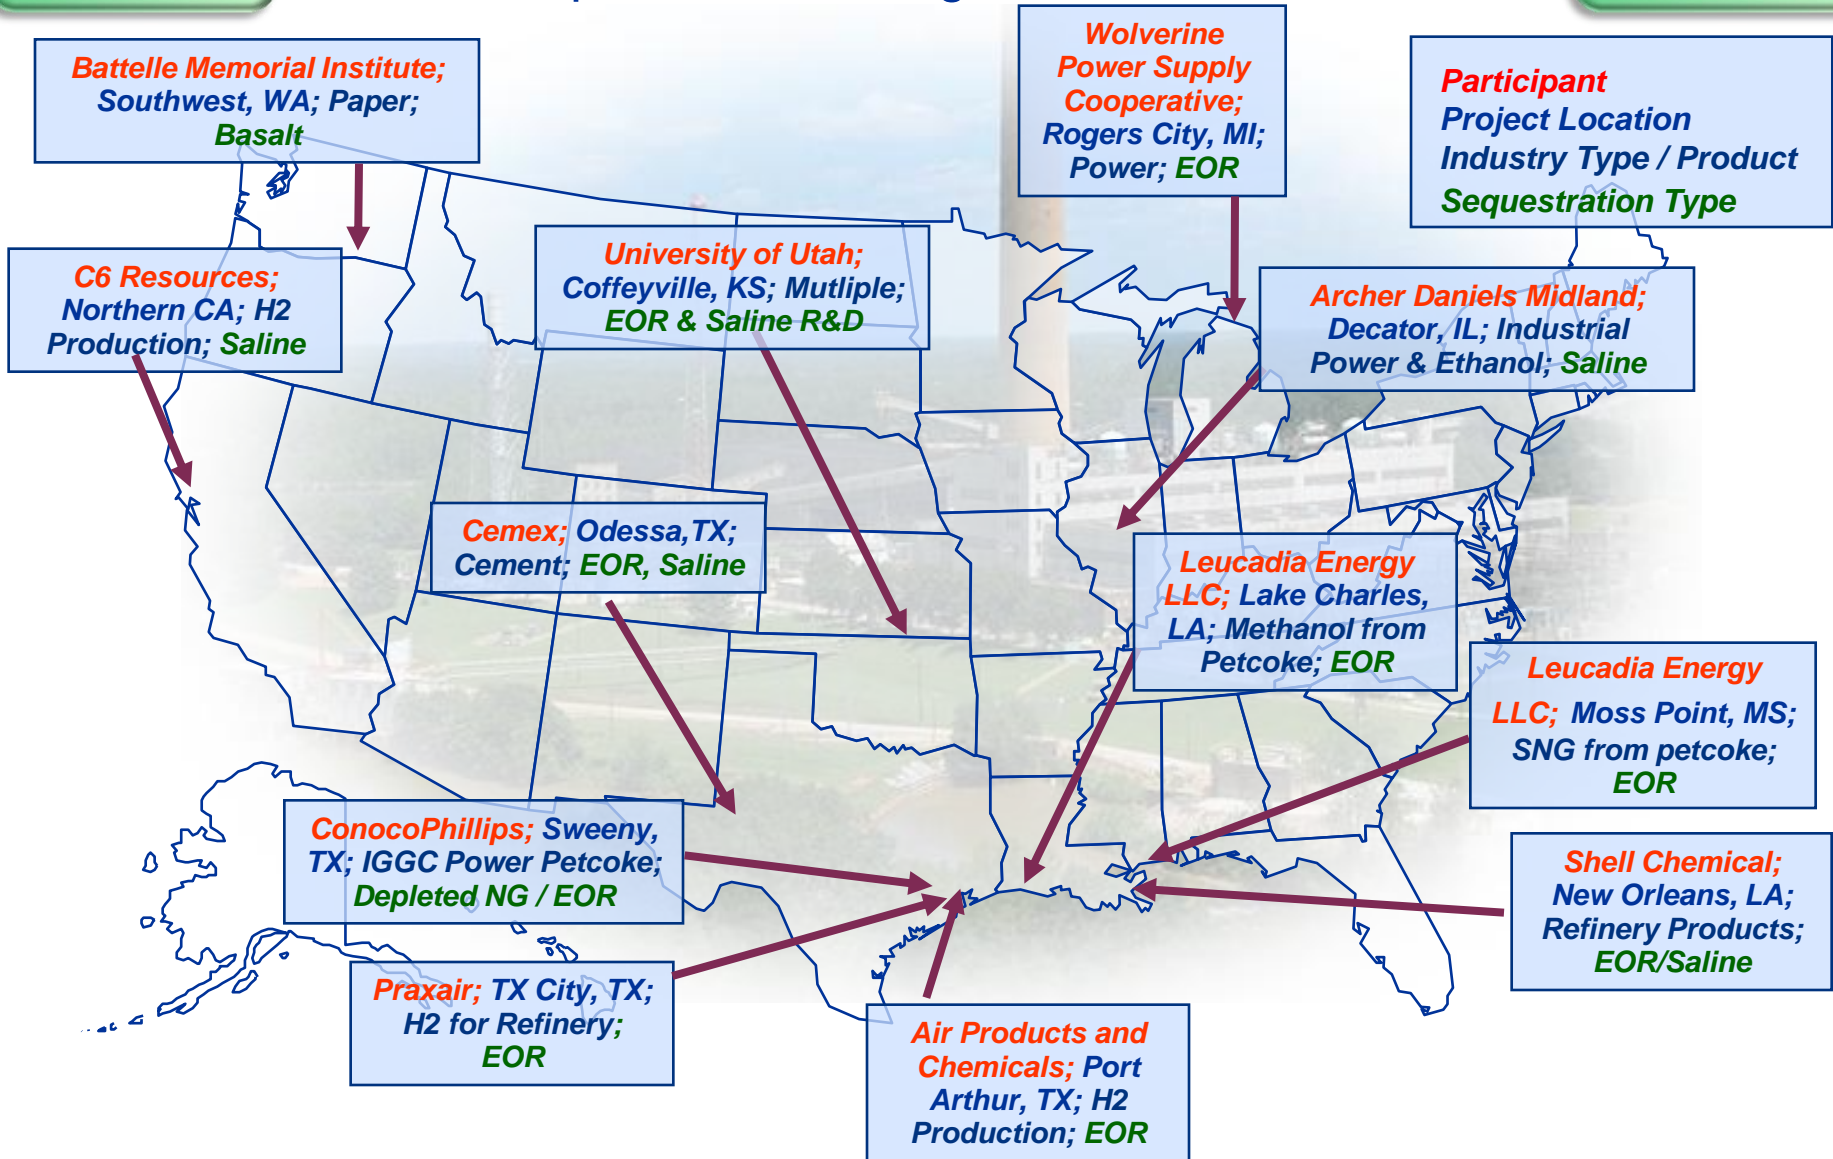 Battelle Memorial Institute;
Southwest, WA; Paper;
Basalt
Wolverine
Power Supply
Cooperative;
Rogers City, MI;
Power; EOR
Participant
Project Location
Industry Type / Product
Sequestration Type
C6 Resources;
Northern CA; H2
Production; Saline
University of Utah;
Coffeyville, KS; Mutliple;
EOR & Saline R&D
Archer Daniels Midland;
Decator, IL; Industrial
Power & Ethanol; Saline
Cemex; Odessa,TX;
Cement; EOR, Saline
Leucadia Energy
LLC; Lake Charles,
LA; Methanol from
Petcoke; EOR
Leucadia Energy
LLC; Moss Point, MS;
SNG from petcoke;
EOR
ConocoPhillips; Sweeny,
TX; IGGC Power Petcoke;
Depleted NG / EOR
Shell Chemical;
New Orleans, LA;
Refinery Products;
EOR/Saline
Praxair; TX City, TX;
H2 for Refinery;
EOR
Air Products and
Chemicals; Port
Arthur, TX; H2
Production; EOR